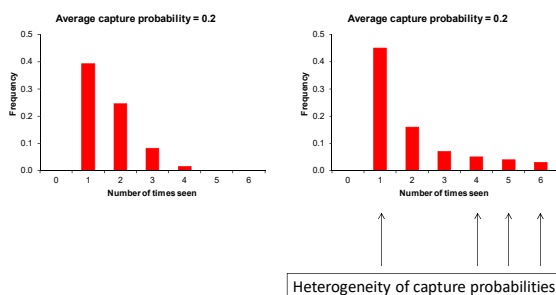 Average capture probability = 0.2
Frequency
0.5
0.4
0.3
0.2
0.1
0.0
0 1 2 3 4 5 6
Number of times seen
Average capture probability = 0.2
Frequency
0.5
0.4
0.3
0.2
0.1
0.0
0 1 2 3 4 5 6
Number of times seen
Heterogeneity of capture probabilities